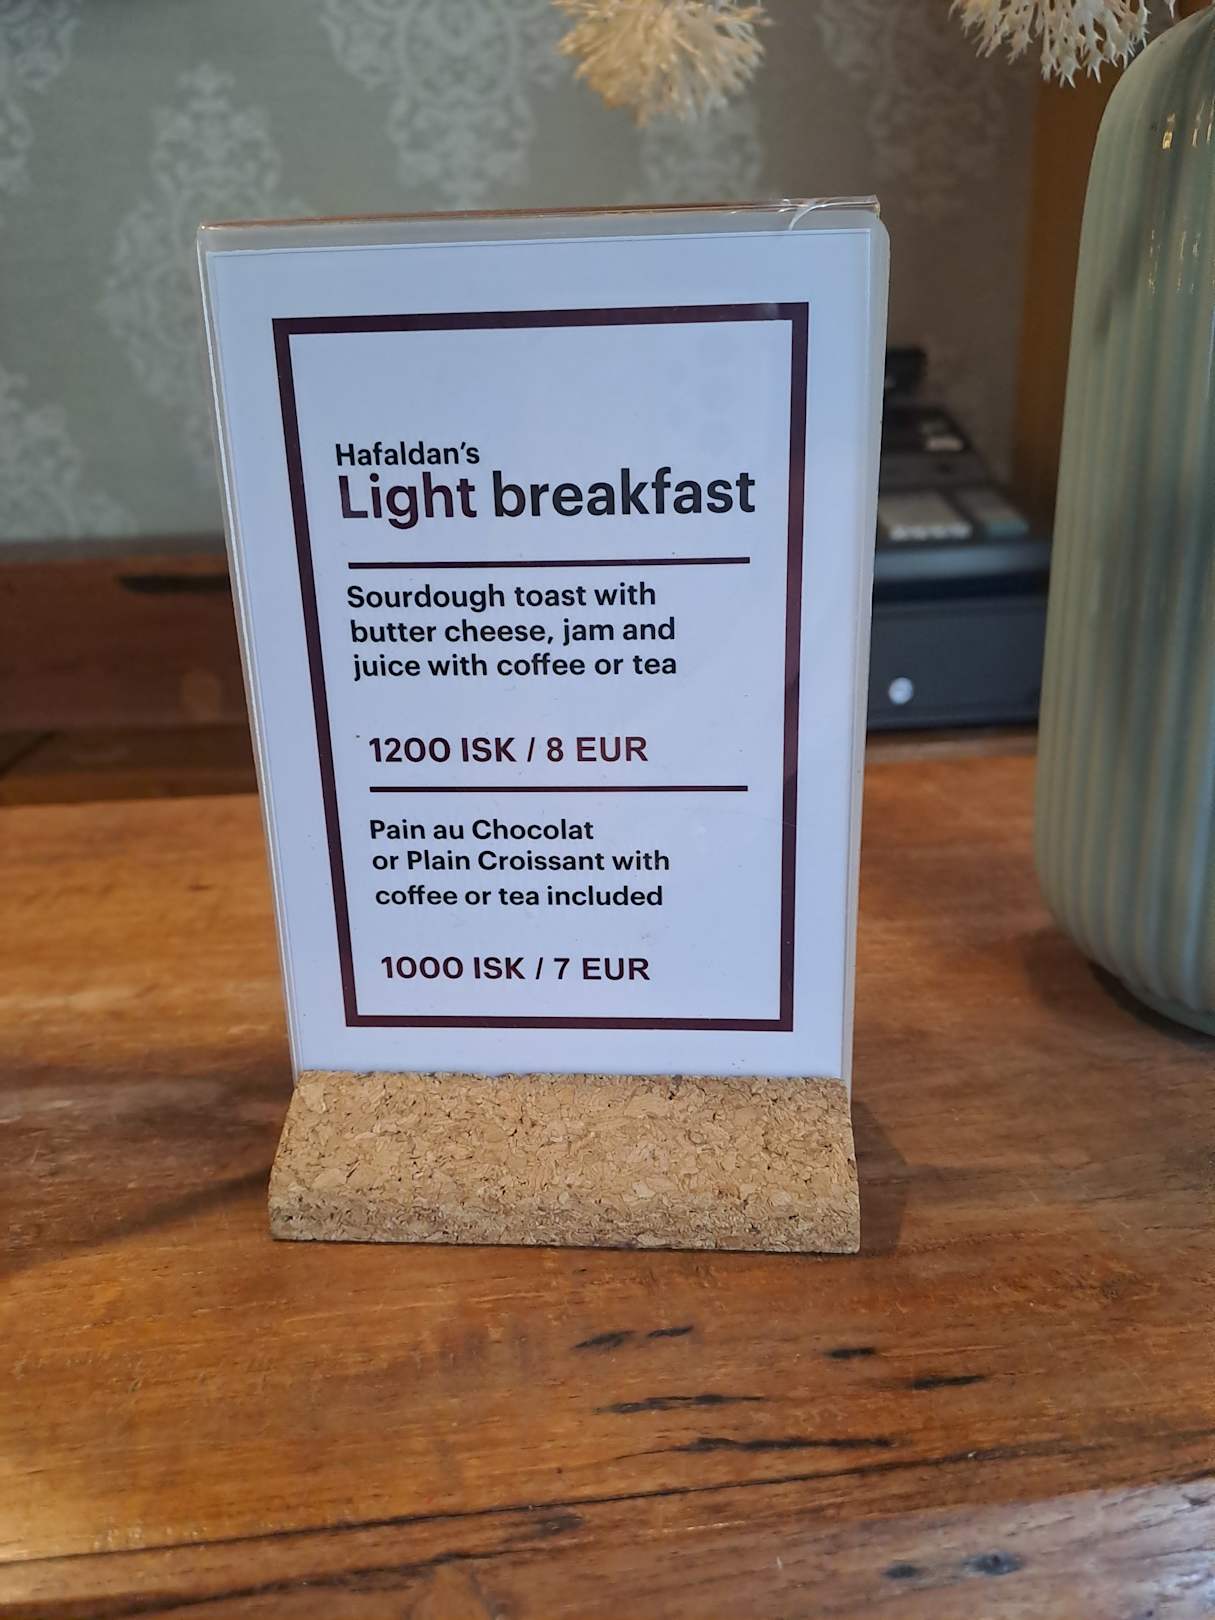 Hafaldan's
Light breakfast
Sourdough toast with
butter cheese, jam and
juice with coffee or tea
1200 ISK / 8 EUR
Pain au Chocolat
or Plain Croissant with
coffee or tea included
1000 ISK / 7 EUR